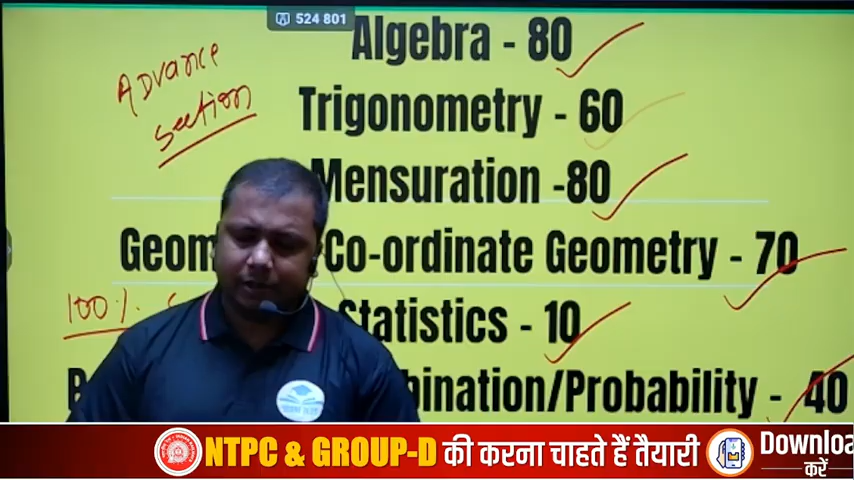 524 801
Algebra - 80
Advance
section
Trigonometry - 60
Mensuration -80
Geom Co-ordinate Geometry - 70
100%
Statistics - 10
bination/Probability - 40
NTPC & GROUP-D की करना चाहते हैं तैयारी
Downloa
करें